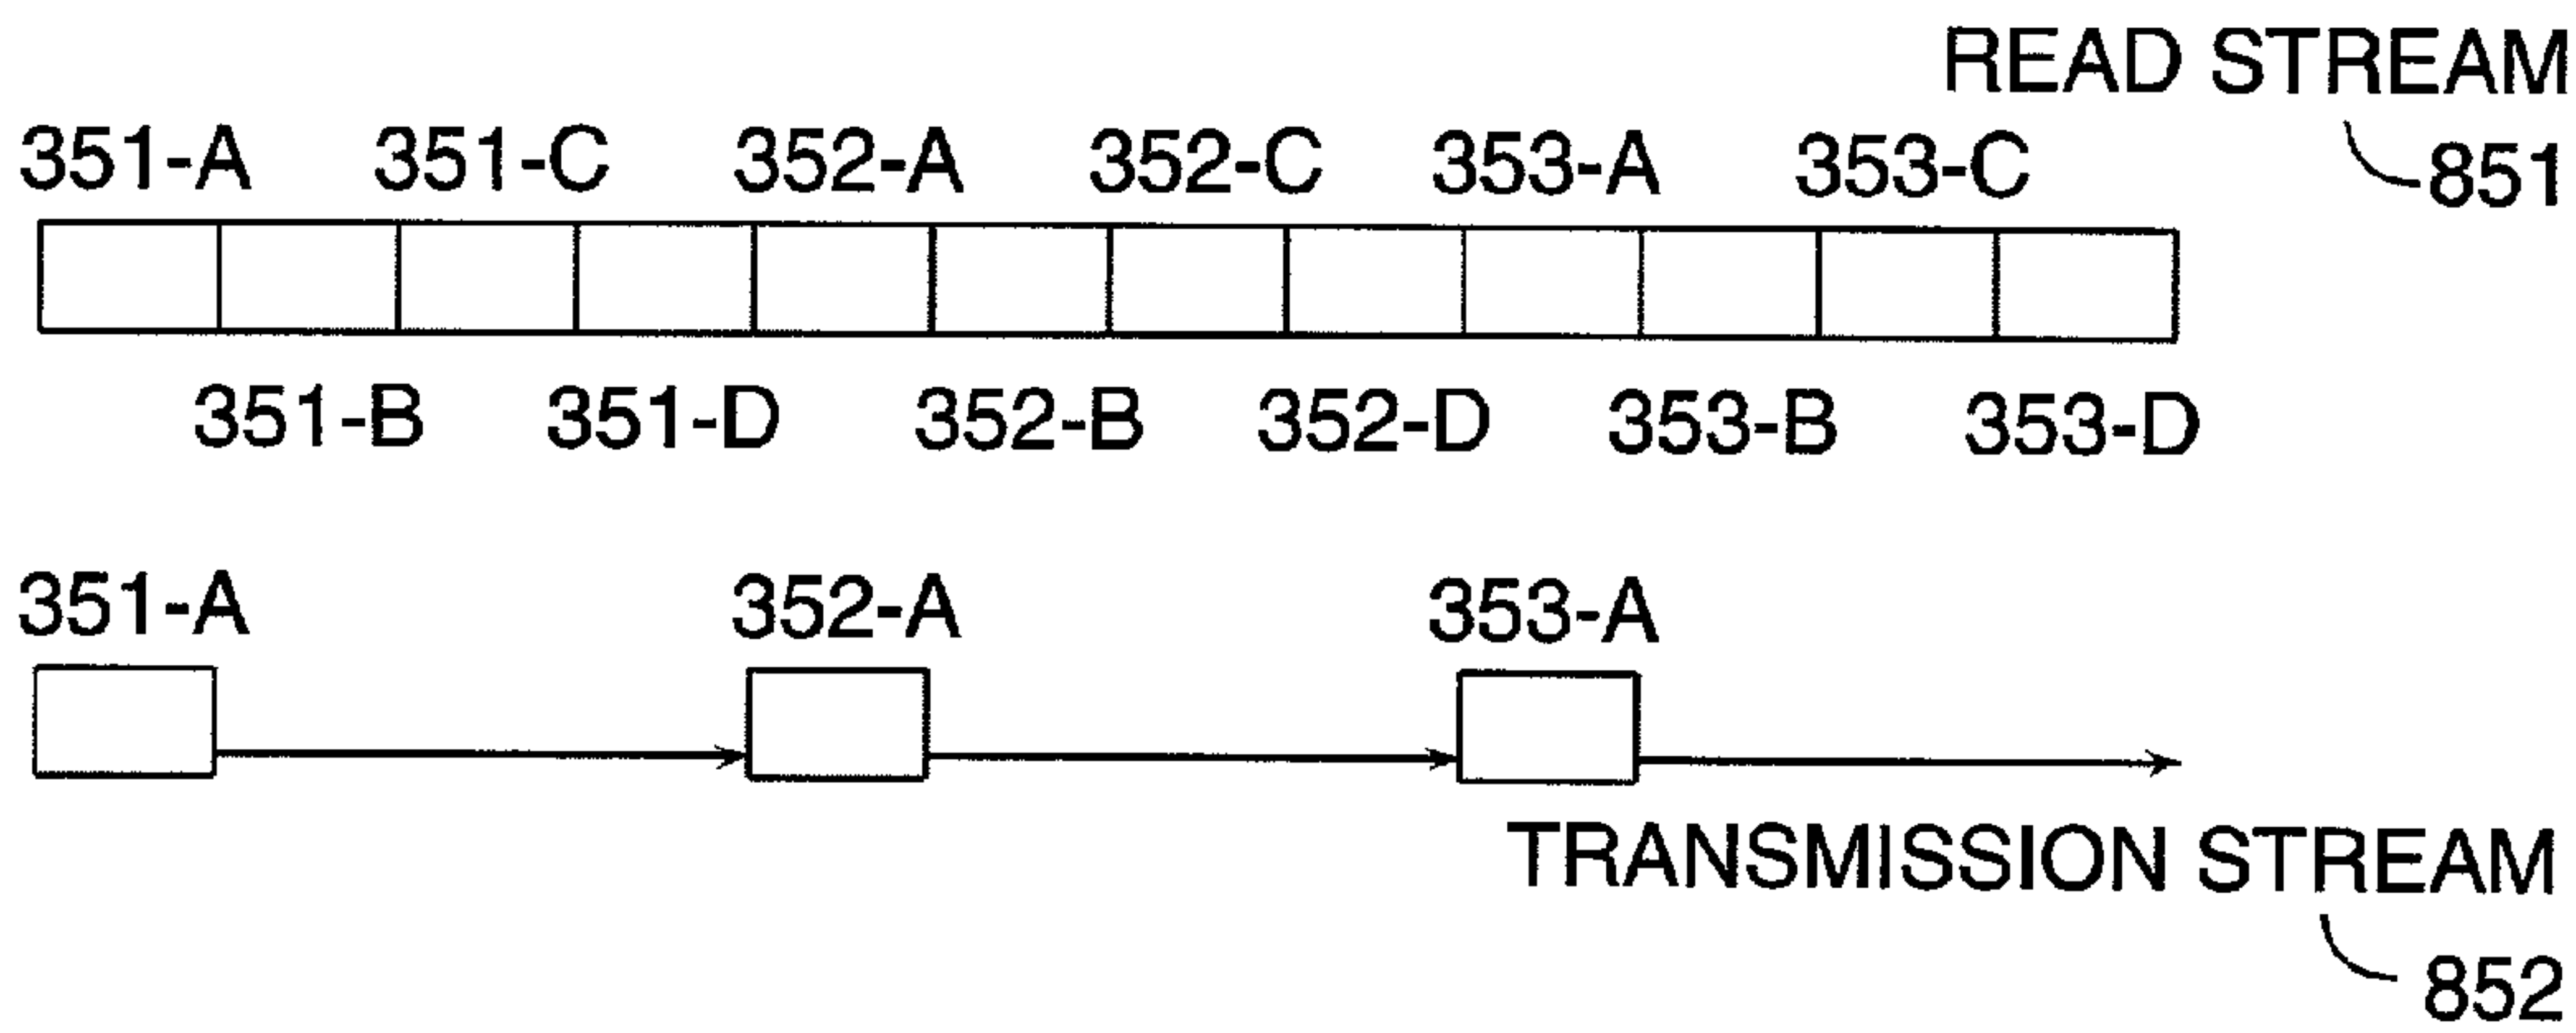 READ STREAM
851
351-A 351-C 352-A 352-C 353-A 353-C
351-B 351-D 352-B 352-D 353-B 353-D
351-A 352-A 353-A
TRANSMISSION STREAM
852